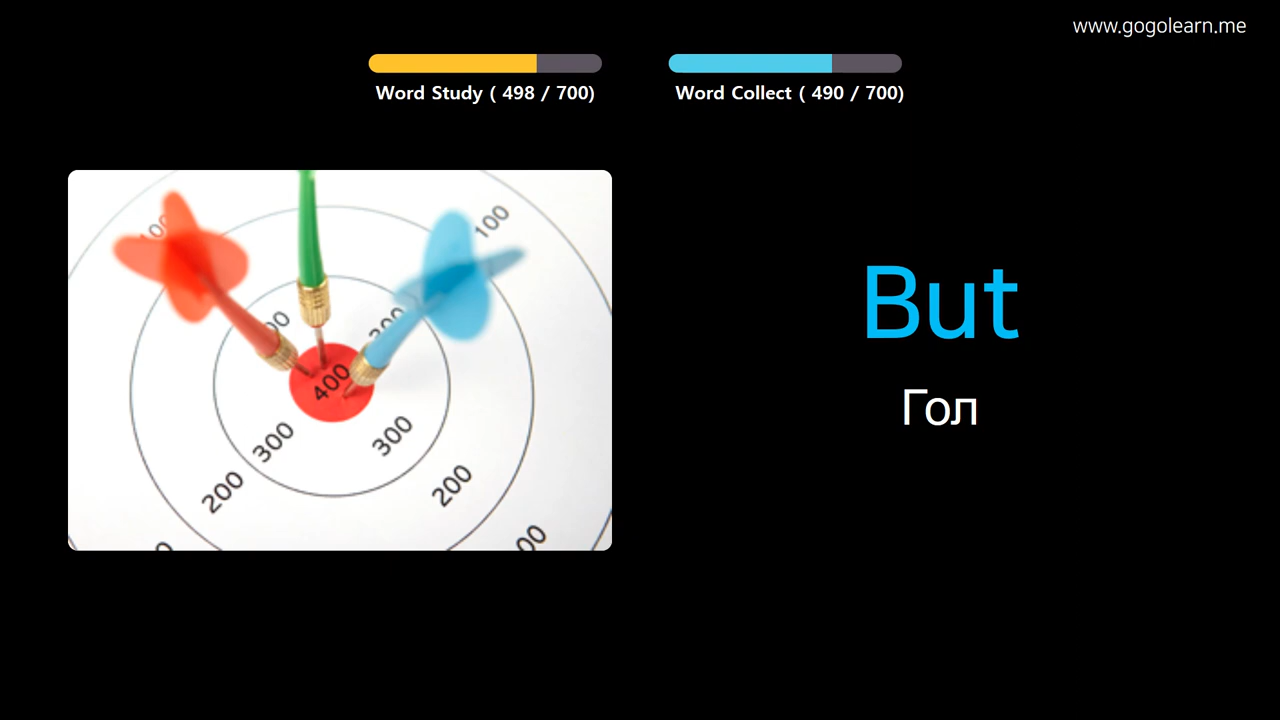 www.gogolearn.me
Word Study ( 498 / 700)
Word Collect ( 490 / 700)
100
100
200
400
300
300
200
200
But
Гол